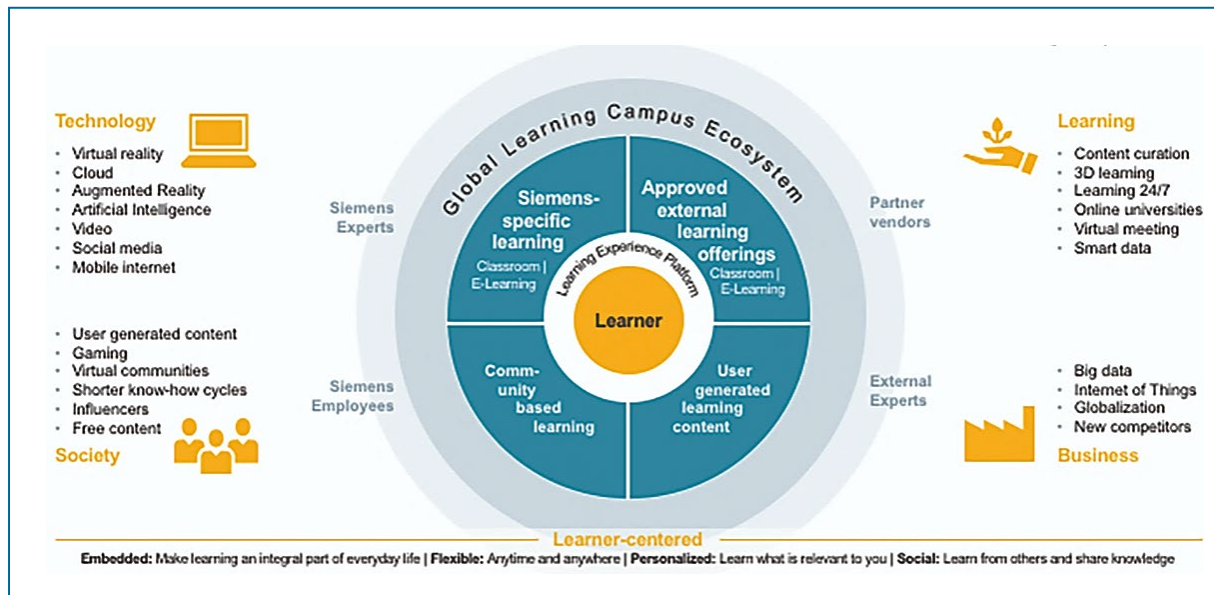 Global Learning Campus Ecosystem
Technology
• Virtual reality
• Cloud
• Augmented Reality
• Artificial Intelligence
• Video
• Social media
• Mobile internet
Siemens
Experts
Siemens-
specific
learning
Classroom |
E-Learning
Approved
external
learning
offerings
Classroom |
E-Learning
Partner
vendors
Learning
• Content curation
• 3D learning
• Learning 24/7
• Online universities
• Virtual meeting
• Smart data
Learning Experience Platform
Learner
• User generated content
• Gaming
• Virtual communities
• Shorter know-how cycles
• Influencers
• Free content
Society
Siemens
Employees
Comm-
unity
based
learning
User
generated
learning
content
External
Experts
• Big data
• Internet of Things
• Globalization
• New competitors
Business
Learner-centered
Embedded: Make learning an integral part of everyday life | Flexible: Anytime and anywhere | Personalized: Learn what is relevant to you | Social: Learn from others and share knowledge